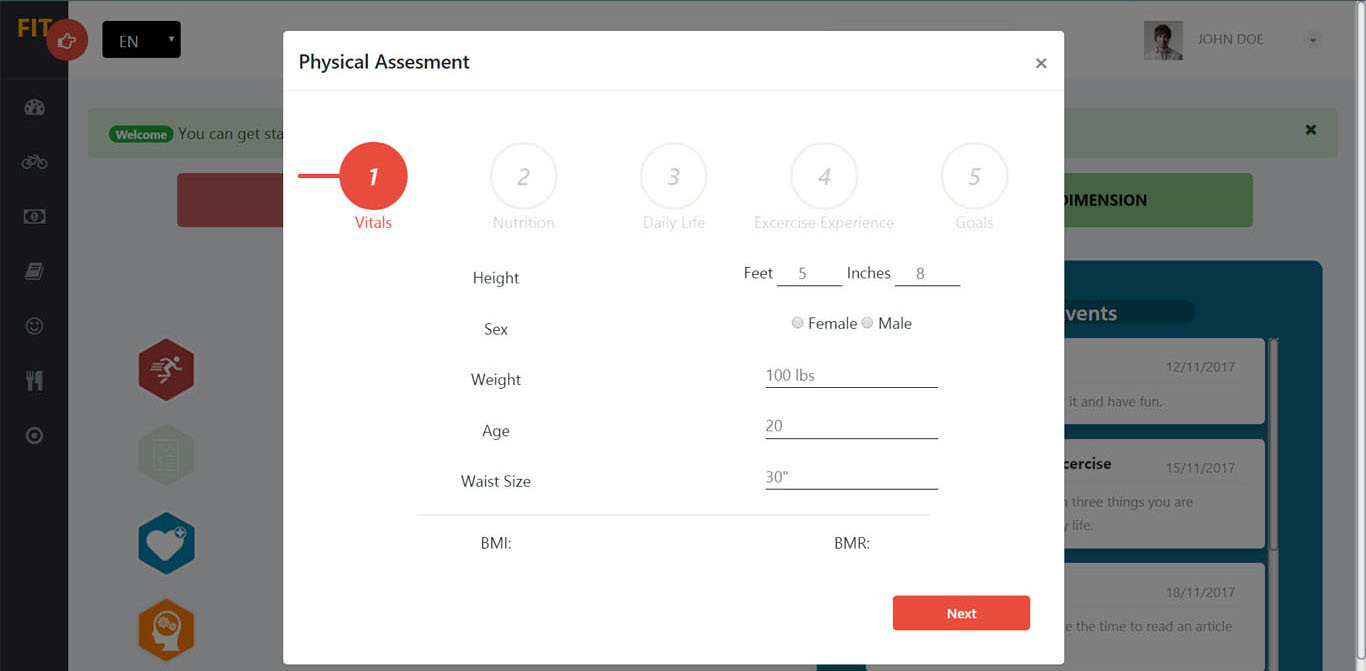 FIT
EN
JOHN DOE
Physical Assesment
×
Welcome You can get sta
DIMENSION
1 2 3 4 5
Vitals Nutrition Daily Life Excercise Experience Goals
Height Feet 5 Inches 8
Sex Female Male
Weight 100 lbs
Age 20
Waist Size 30"
BMI: BMR:
Next
vents
12/11/2017
it and have fun.
cercise 15/11/2017
three things you are
life.
18/11/2017
e the time to read an article